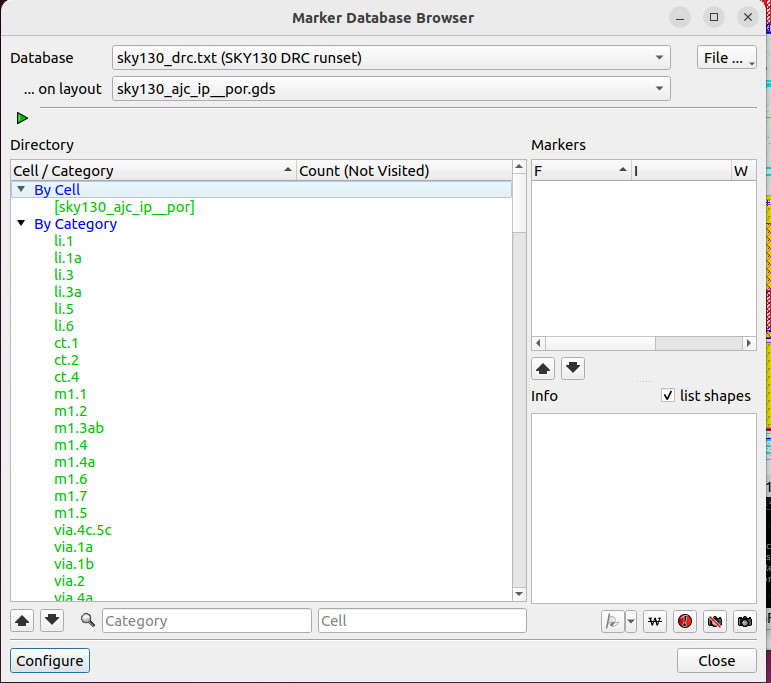 Marker Database Browser
Database
sky130_drc.txt (SKY130 DRC runset)
File ...
... on layout
sky130_ajc_ip__por.gds
Directory
Markers
Cell / Category
Count (Not Visited)
F
I
W
By Cell
[sky130_ajc_ip__por]
By Category
li.1
li.1a
li.3
li.3a
li.5
li.6
ct.1
ct.2
ct.4
m1.1
m1.2
m1.3ab
m1.4
m1.4a
m1.6
m1.7
m1.5
via.4c.5c
via.1a
via.1b
via.2
via.4a
Info
list shapes
Category
Cell
W
Configure
Close